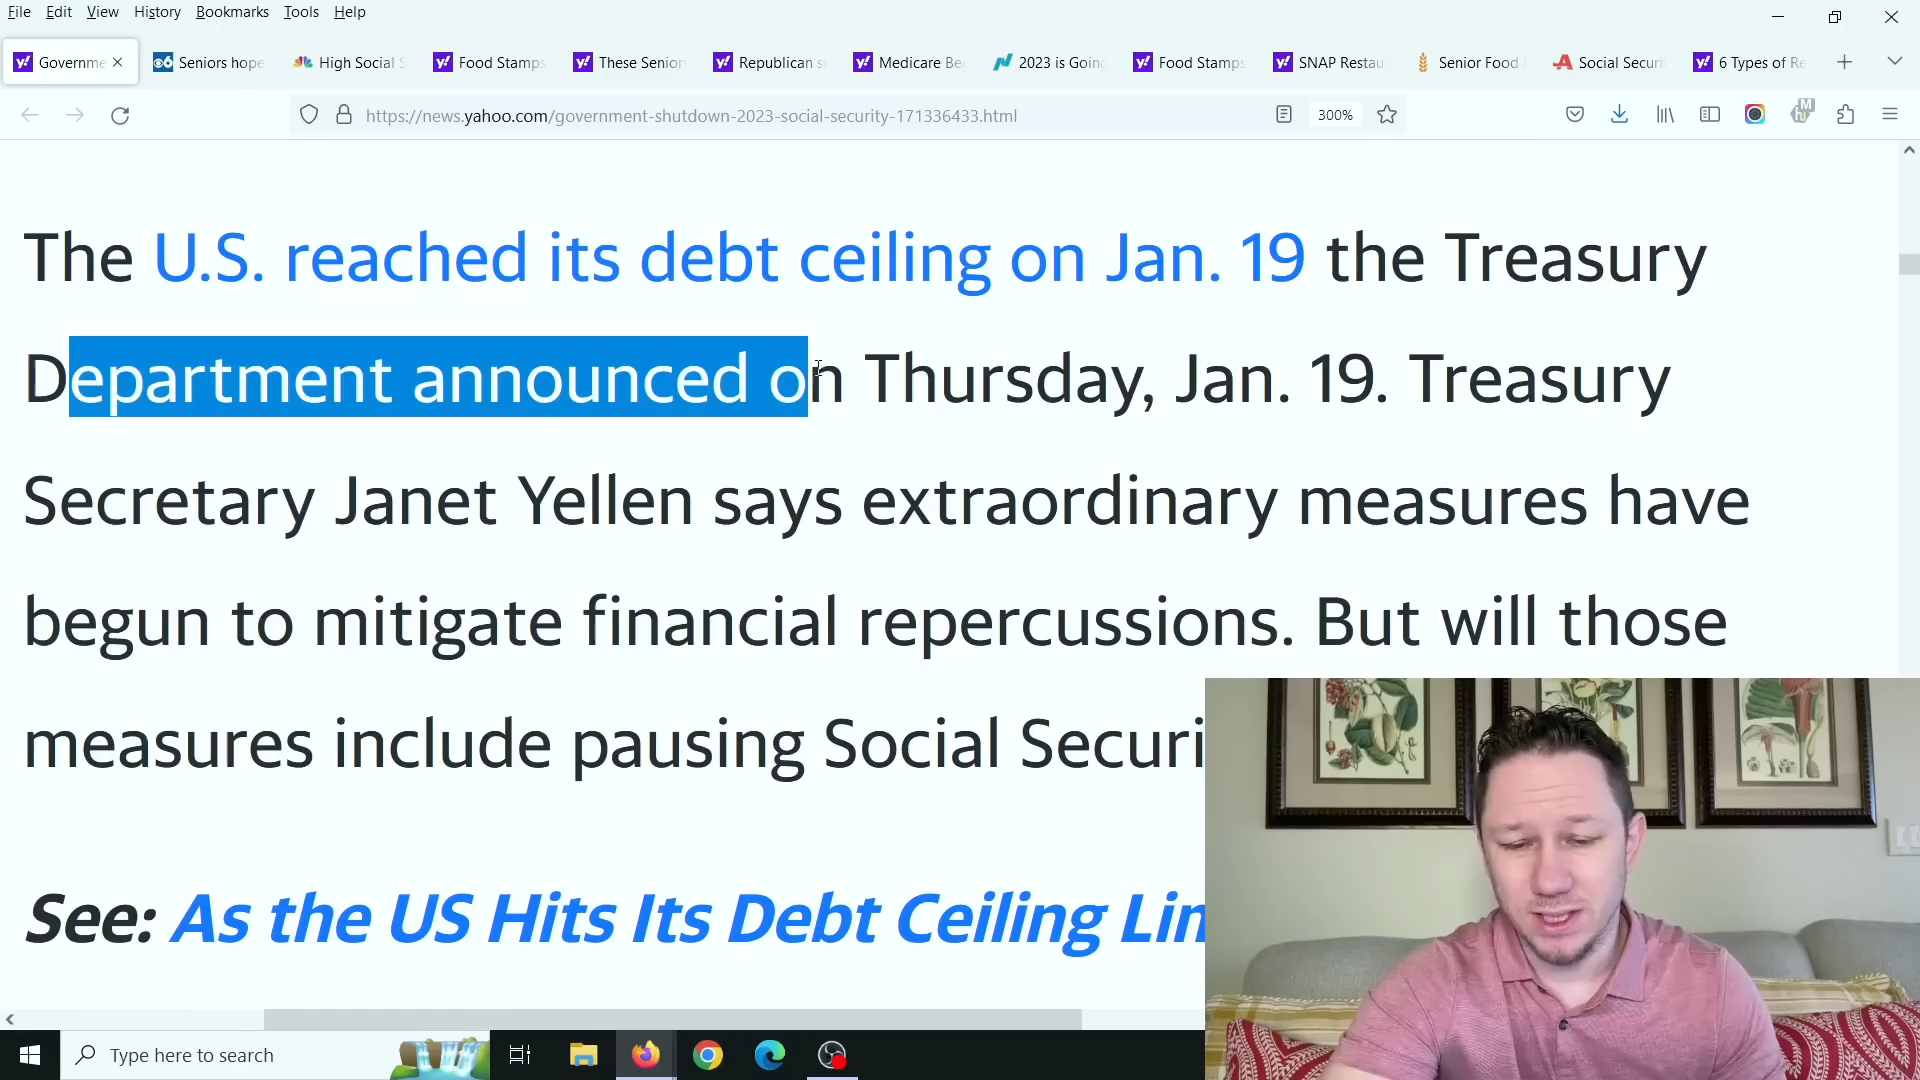 File Edit View History Bookmarks Tools Help
Governme
Seniors hope
High Social S
Food Stamps
These Senior
Republican s
Medicare Be
2023 is Going
Food Stamps
SNAP Restau
Senior Food
Social Securi
6 Types of Re
https://news.yahoo.com/government-shutdown-2023-social-security-171336433.html
300%
The U.S. reached its debt ceiling on Jan. 19 the Treasury
Department announced on Thursday, Jan. 19. Treasury
Secretary Janet Yellen says extraordinary measures have
begun to mitigate financial repercussions. But will those
measures include pausing Social Securi
See: As the US Hits Its Debt Ceiling Lim
Type here to search